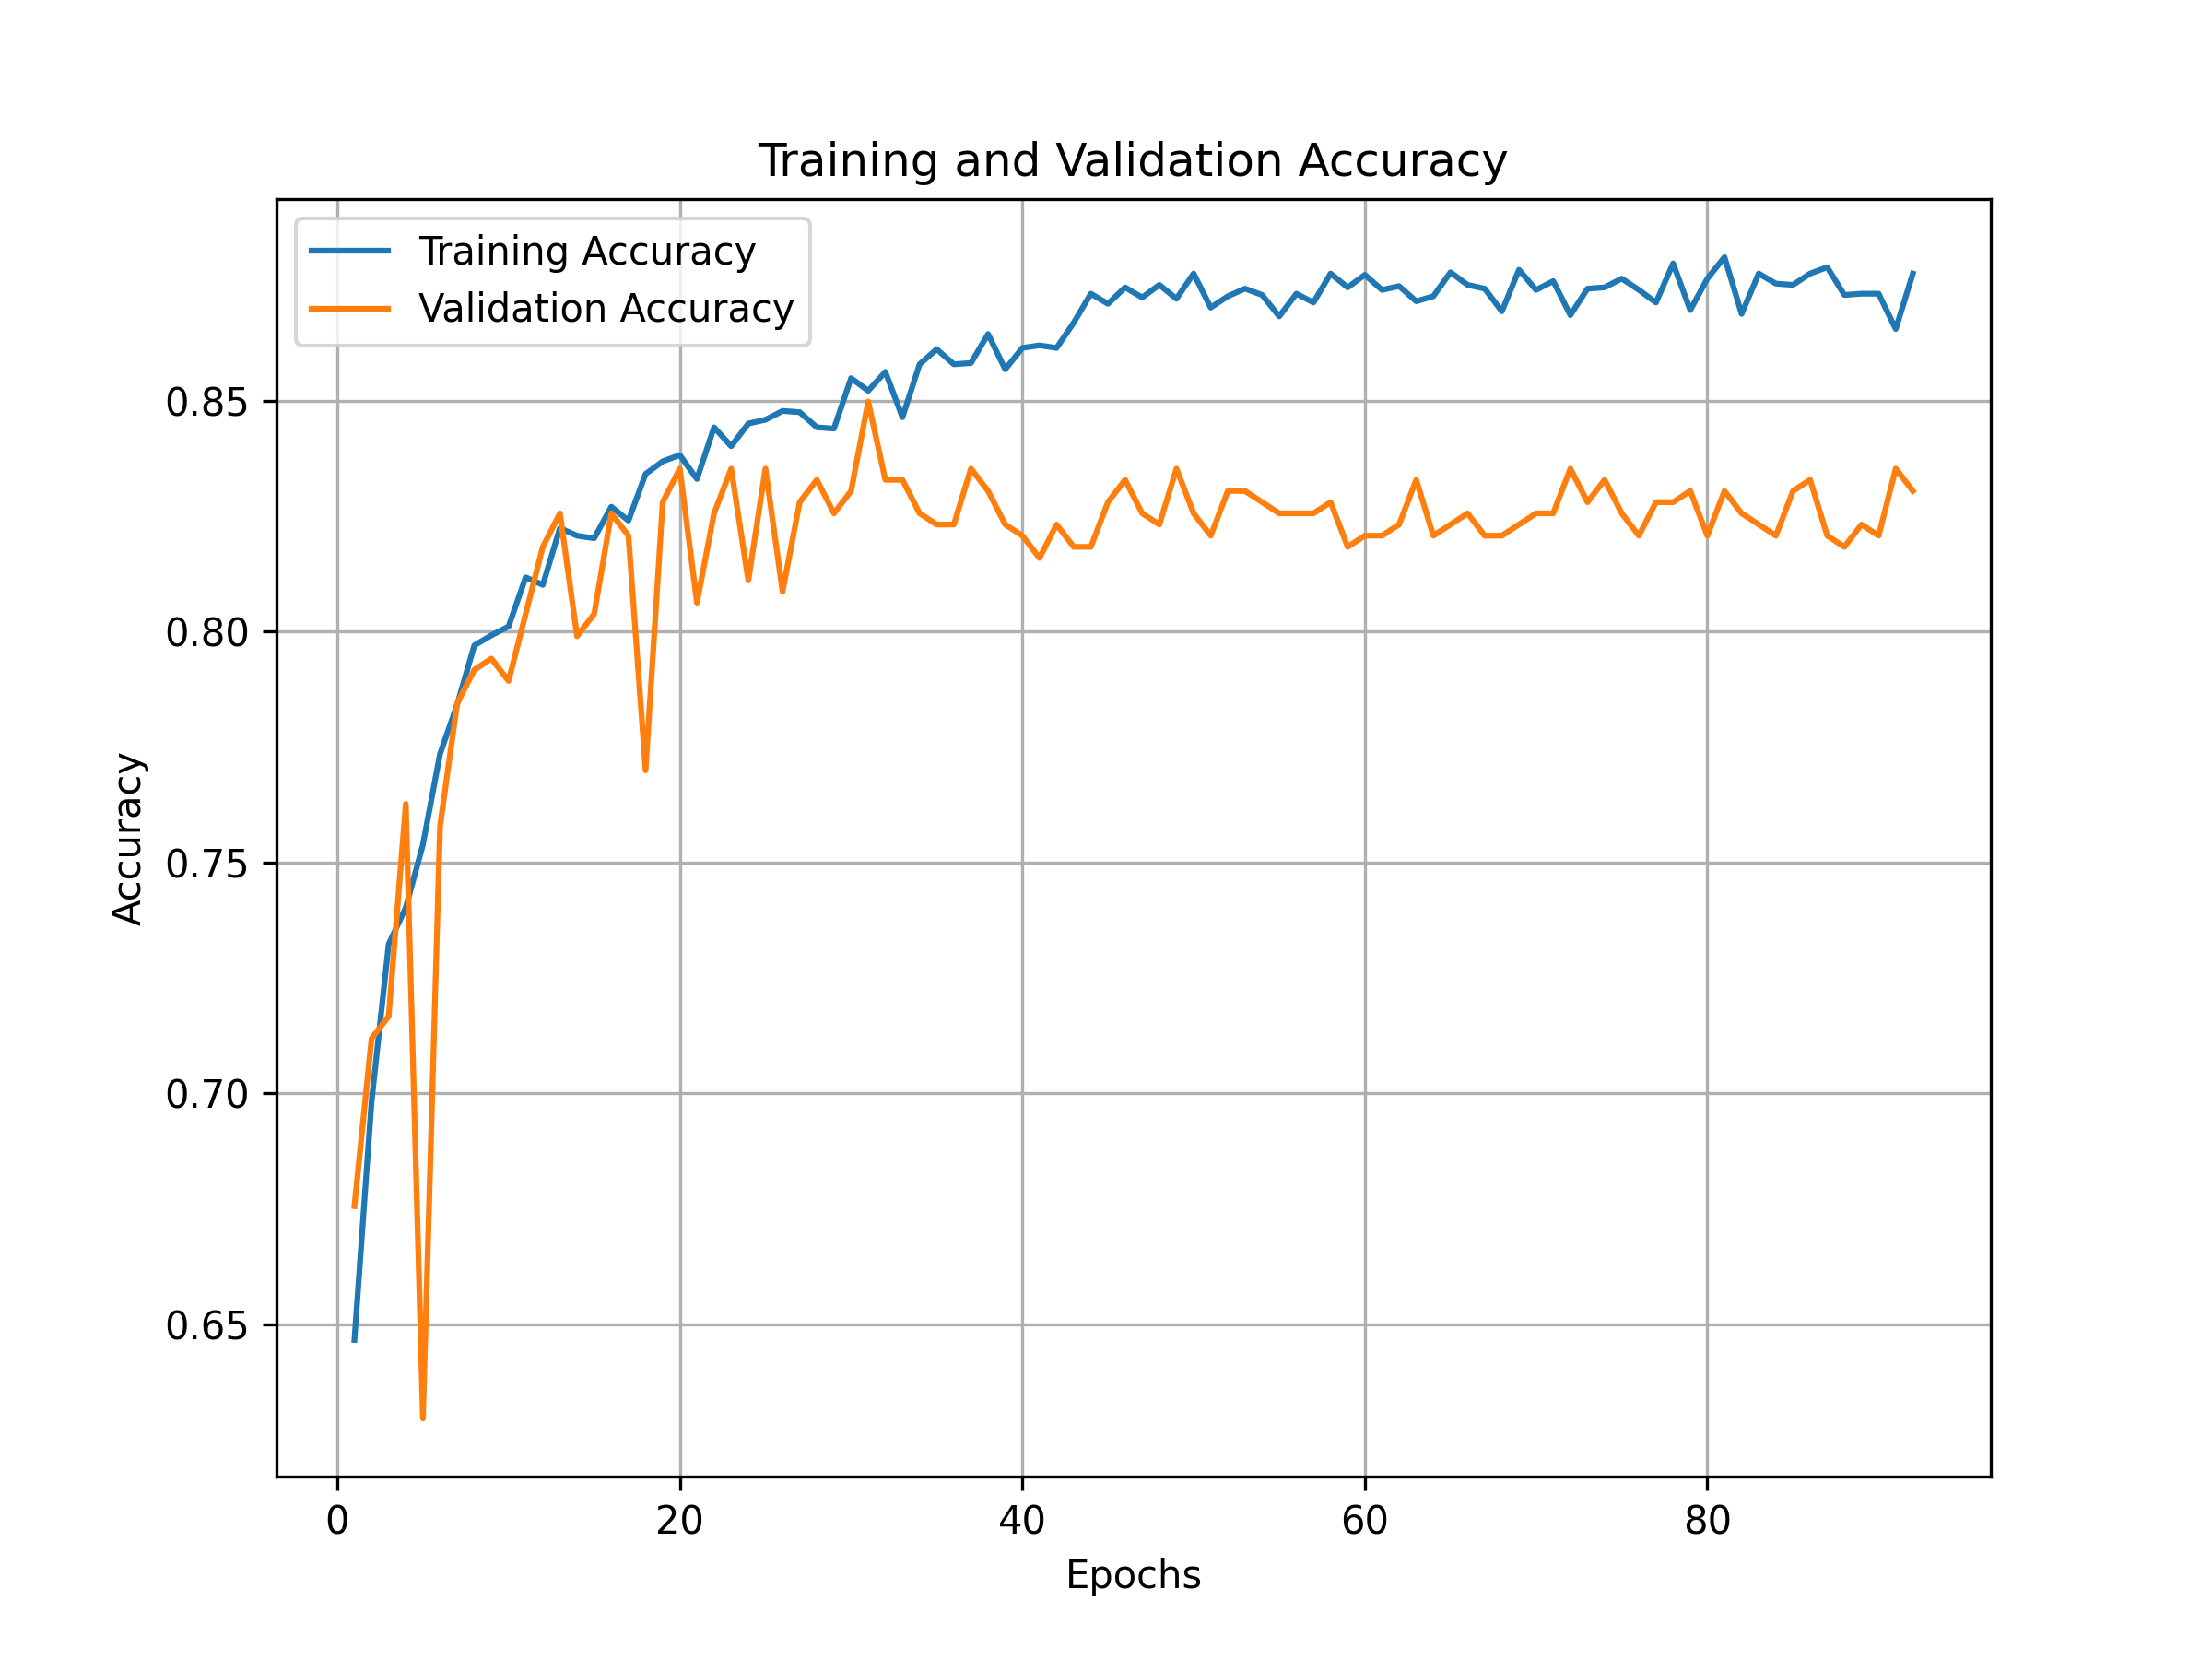 Training and Validation Accuracy
Training Accuracy
Validation Accuracy
Accuracy
0.85
0.80
0.75
0.70
0.65
0 20 40 60 80
Epochs